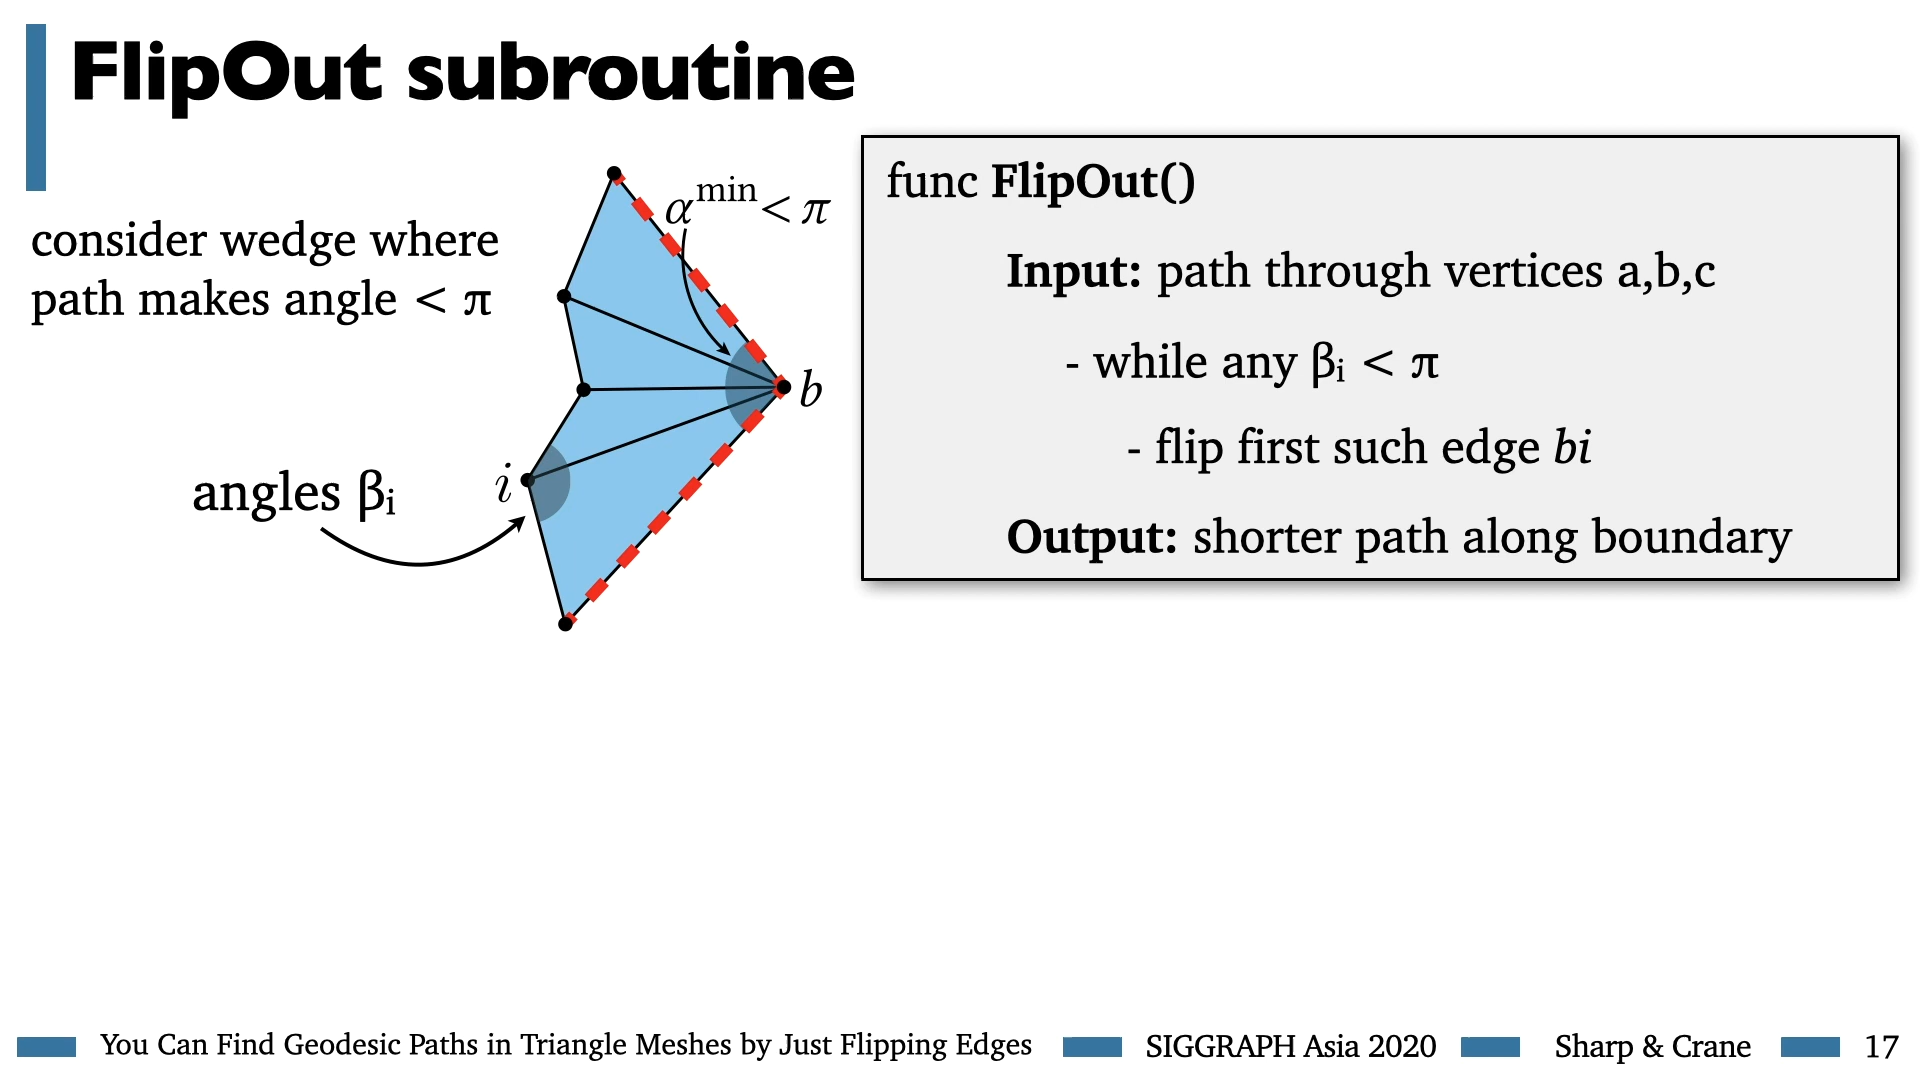 FlipOut subroutine
consider wedge where
path makes angle < π
αᵐⁱⁿ < π
b
i
angles βᵢ
func FlipOut()
Input: path through vertices a,b,c
- while any βᵢ < π
- flip first such edge bi
Output: shorter path along boundary
You Can Find Geodesic Paths in Triangle Meshes by Just Flipping Edges
SIGGRAPH Asia 2020
Sharp & Crane
17